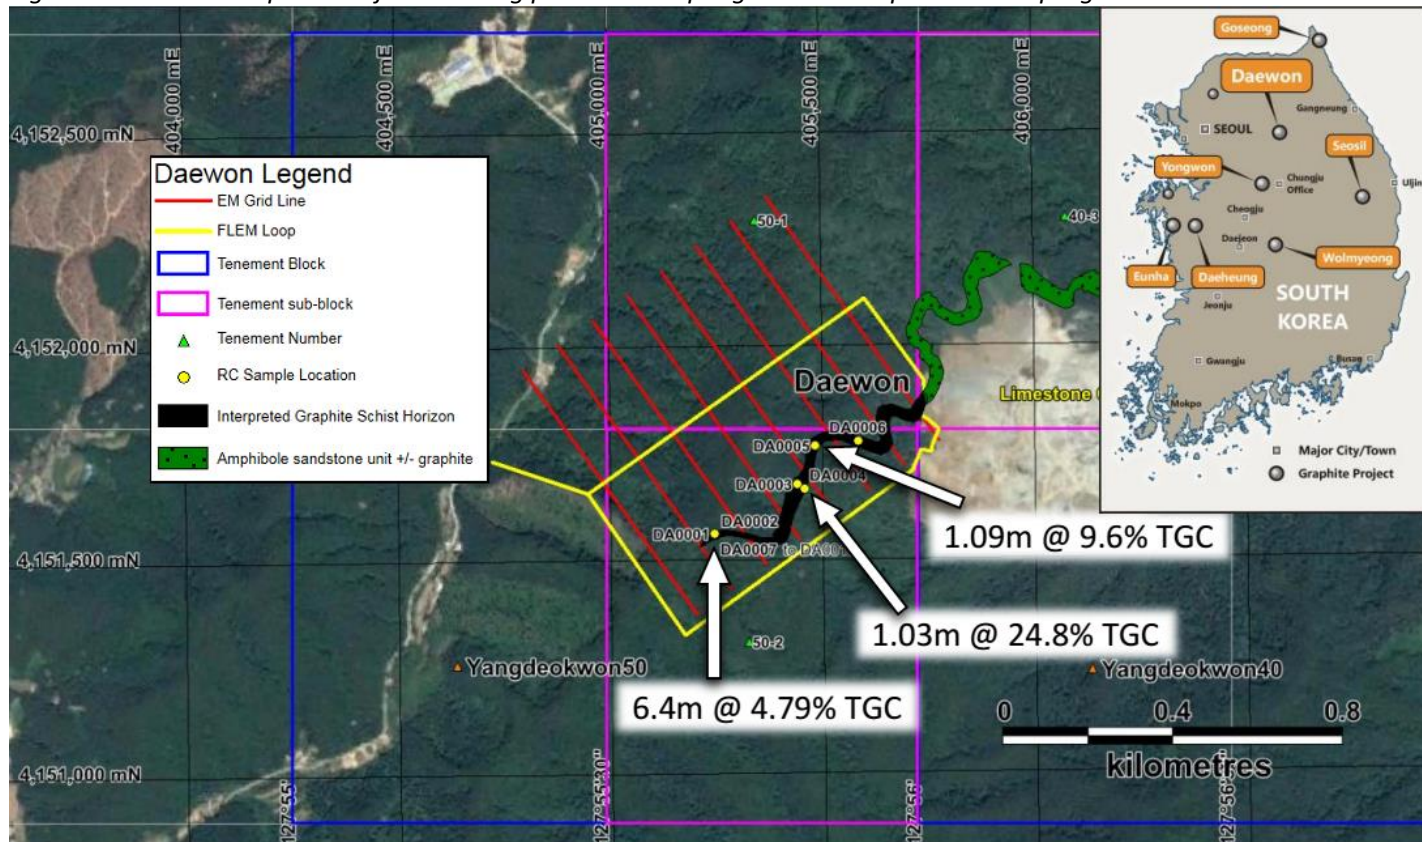 404,000 mE
404,500 mE
405,000 mE
405,500 mE
406,000 mE
4,152,500 mN
4,152,000 mN
4,151,500 mN
4,151,000 mN
Daewon Legend
EM Grid Line
FLEM Loop
Tenement Block
Tenement sub-block
Tenement Number
RC Sample Location
Interpreted Graphite Schist Horizon
Amphibole sandstone unit +/- graphite
50-1
40-3
Daewon
Limestone
DA0006
DA0005
DA0004
DA0003
DA0002
DA0001
DA0007 to
1.09m @ 9.6% TGC
1.03m @ 24.8% TGC
6.4m @ 4.79% TGC
50-2
Yangdeokwon50
Yangdeokwon40
0 0.4 0.8
kilometres
127°55'
127°55'30"
127°56'
Goseong
Daewon
Gangneung
SEOUL
Seosil
Yongwon
Chungju
Office
Uljin
Cheogju
Daejeon
Wolmyeong
Eunha
Daeheung
Jeonju
SOUTH
KOREA
Gwangju
Busan
Mokpo
Major City/Town
Graphite Project